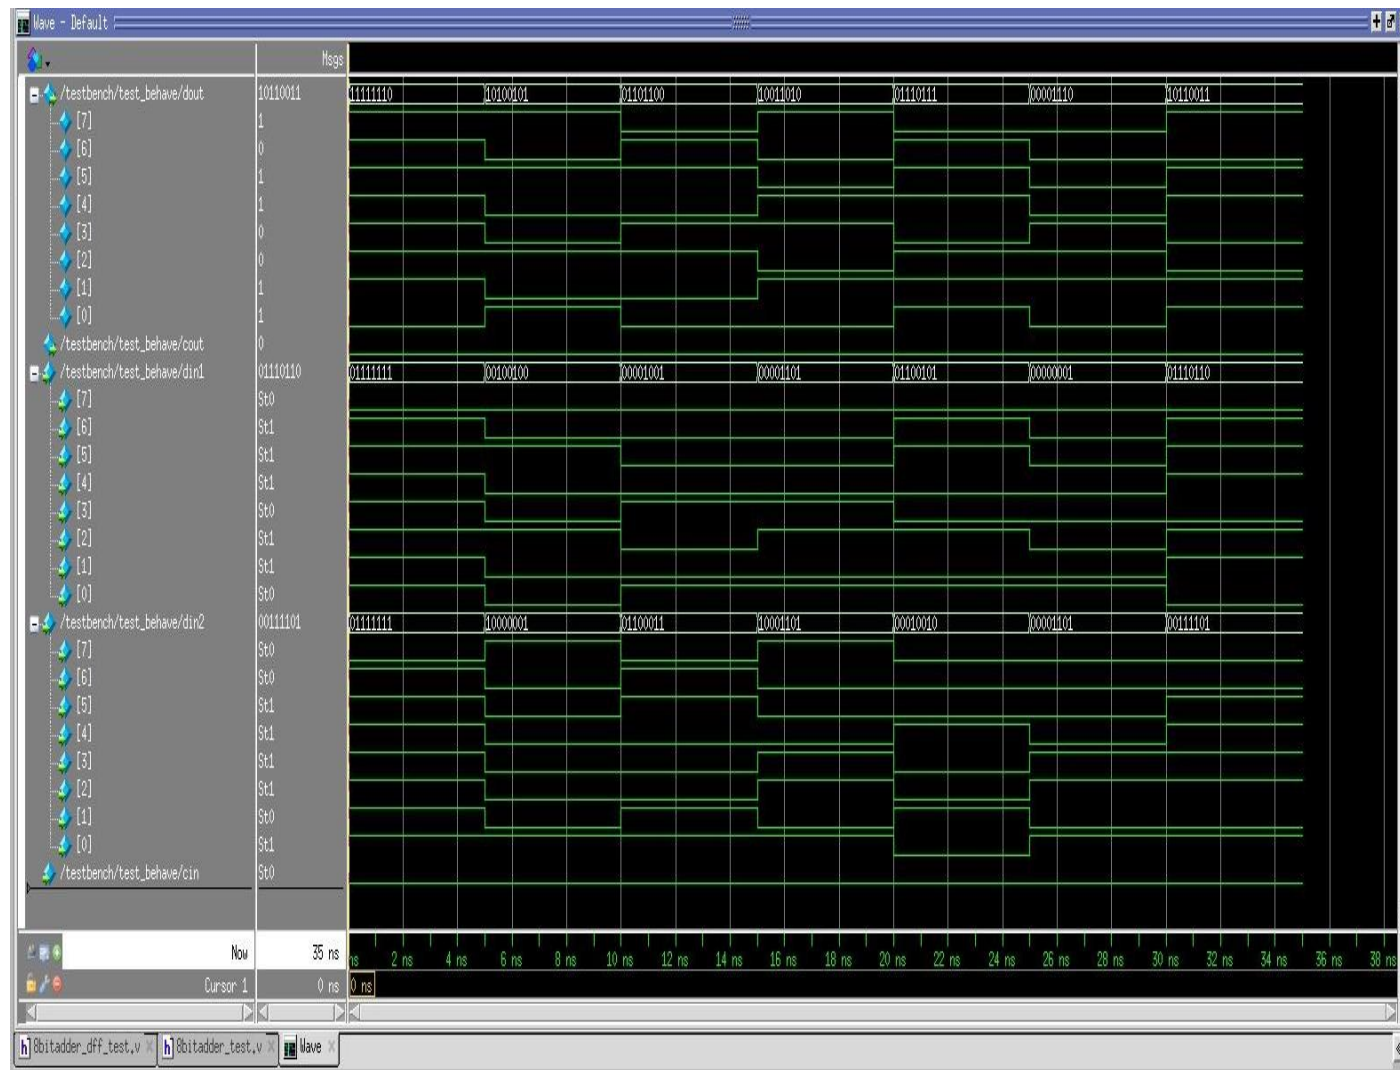 Wave - Default
Msgs
/testbench/test_behave/dout 10110011 11111110 10100101 01101100 10011010 01110111 00001110 10110011
[7] 1
[6] 0
[5] 1
[4] 1
[3] 0
[2] 0
[1] 1
[0] 1
/testbench/test_behave/cout 0
/testbench/test_behave/din1 01110110 01111111 00100100 00001001 00001101 01100101 00000001 01110110
[7] St0
[6] St1
[5] St1
[4] St1
[3] St0
[2] St1
[1] St1
[0] St0
/testbench/test_behave/din2 00111101 01111111 10000001 01100011 10001101 00010010 00001101 00111101
[7] St0
[6] St0
[5] St1
[4] St1
[3] St1
[2] St1
[1] St0
[0] St1
/testbench/test_behave/cin St0
Now 35 ns ns 2 ns 4 ns 6 ns 8 ns 10 ns 12 ns 14 ns 16 ns 18 ns 20 ns 22 ns 24 ns 26 ns 28 ns 30 ns 32 ns 34 ns 36 ns 38 ns
Cursor 1 0 ns 0 ns
8bitadder_dff_test.v 8bitadder_test.v Wave